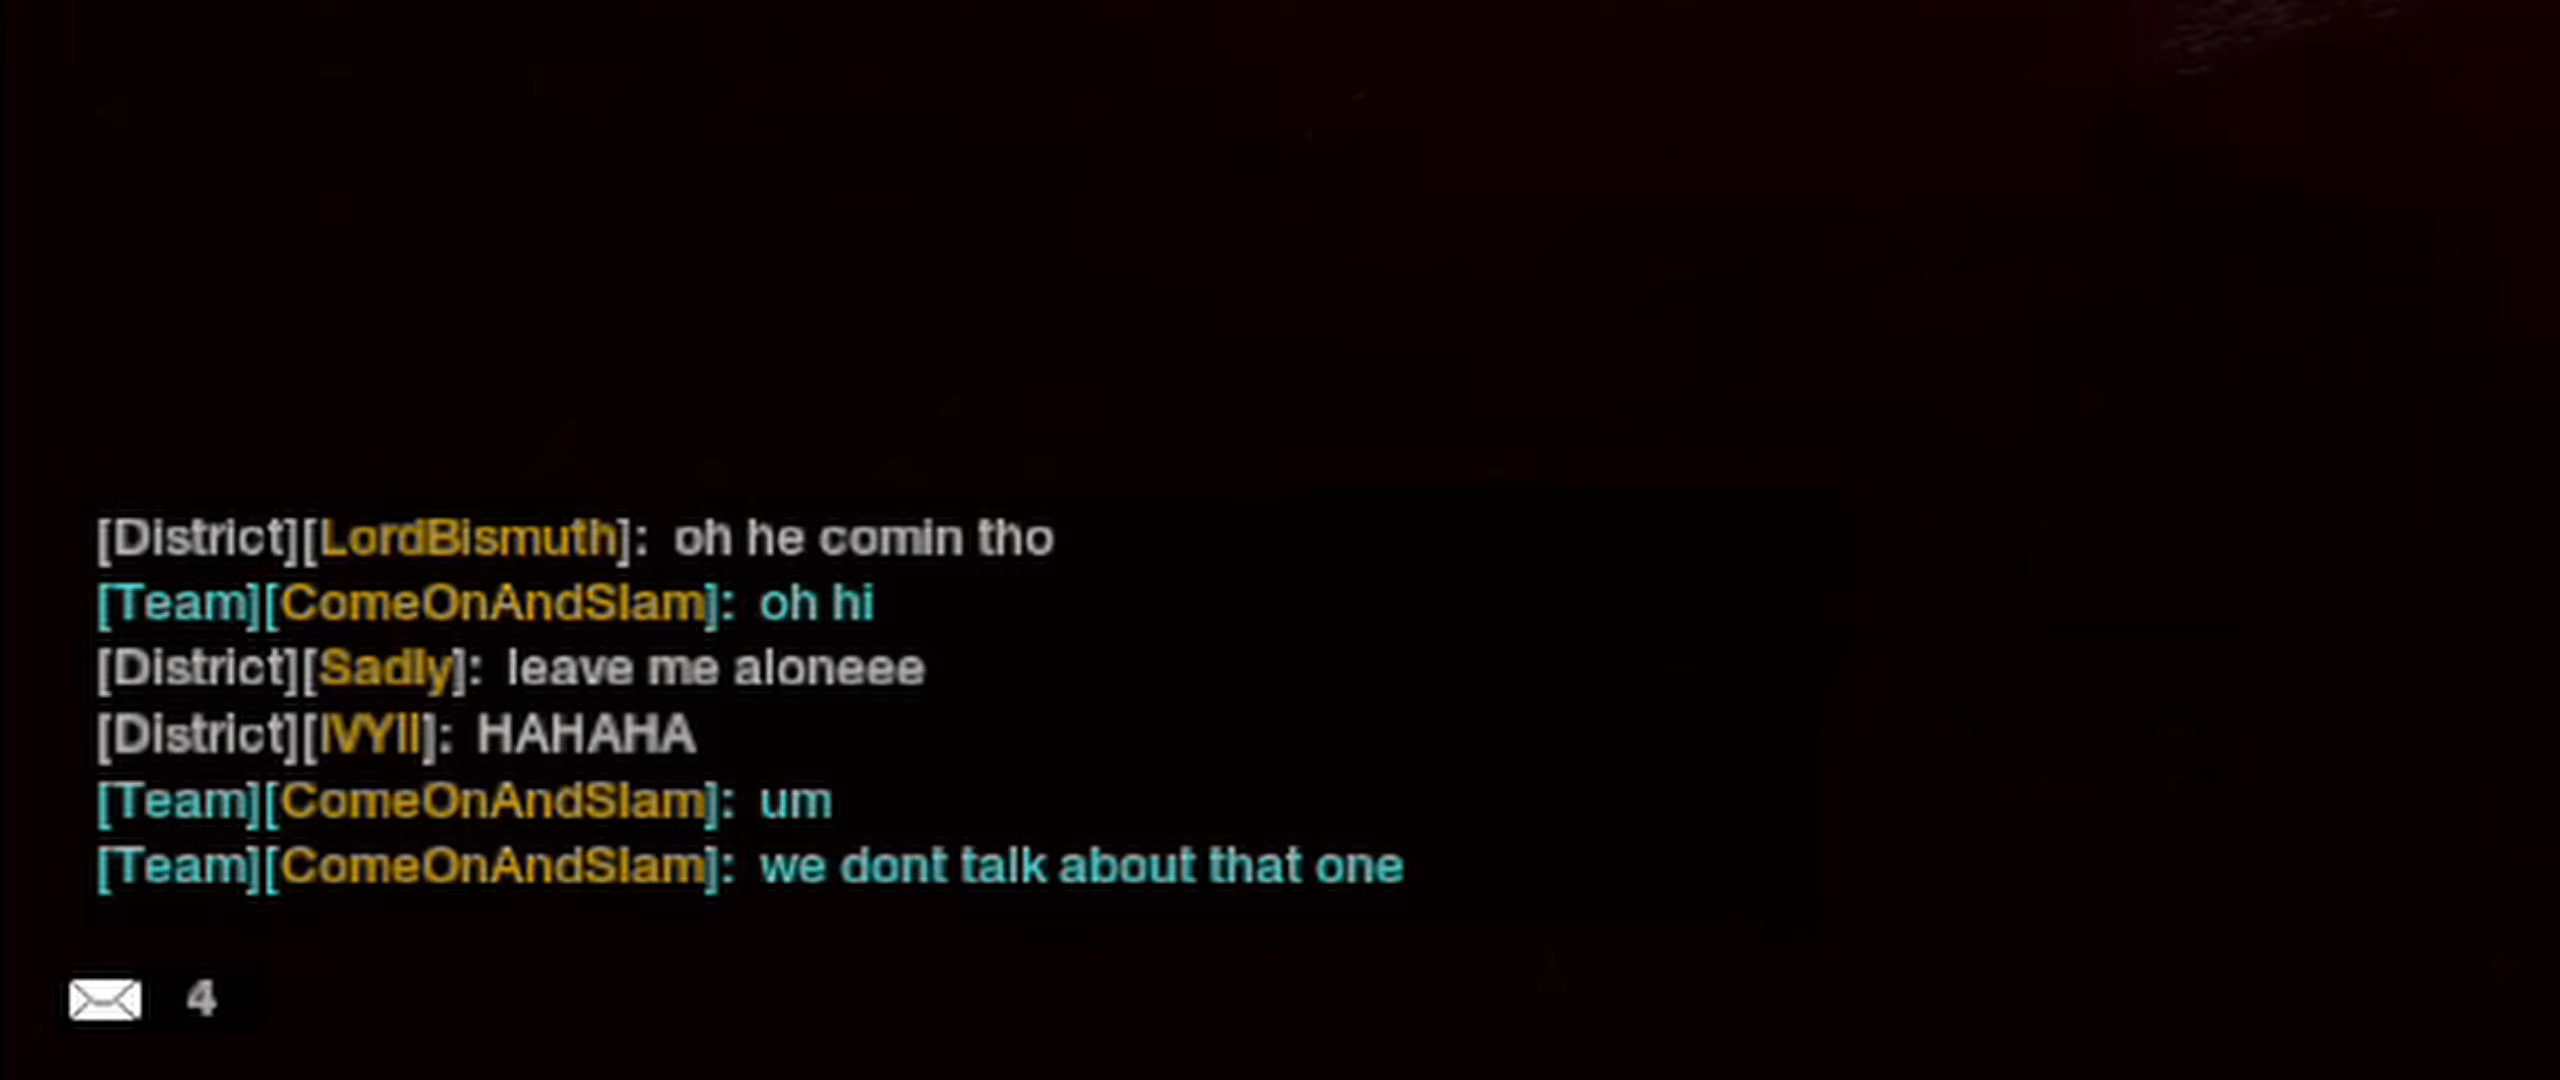 [District][LordBismuth]: oh he comin tho
[Team][ComeOnAndSlam]: oh hi
[District][Sadly]: leave me aloneee
[District][IVYII]: HAHAHA
[Team][ComeOnAndSlam]: um
[Team][ComeOnAndSlam]: we dont talk about that one
4